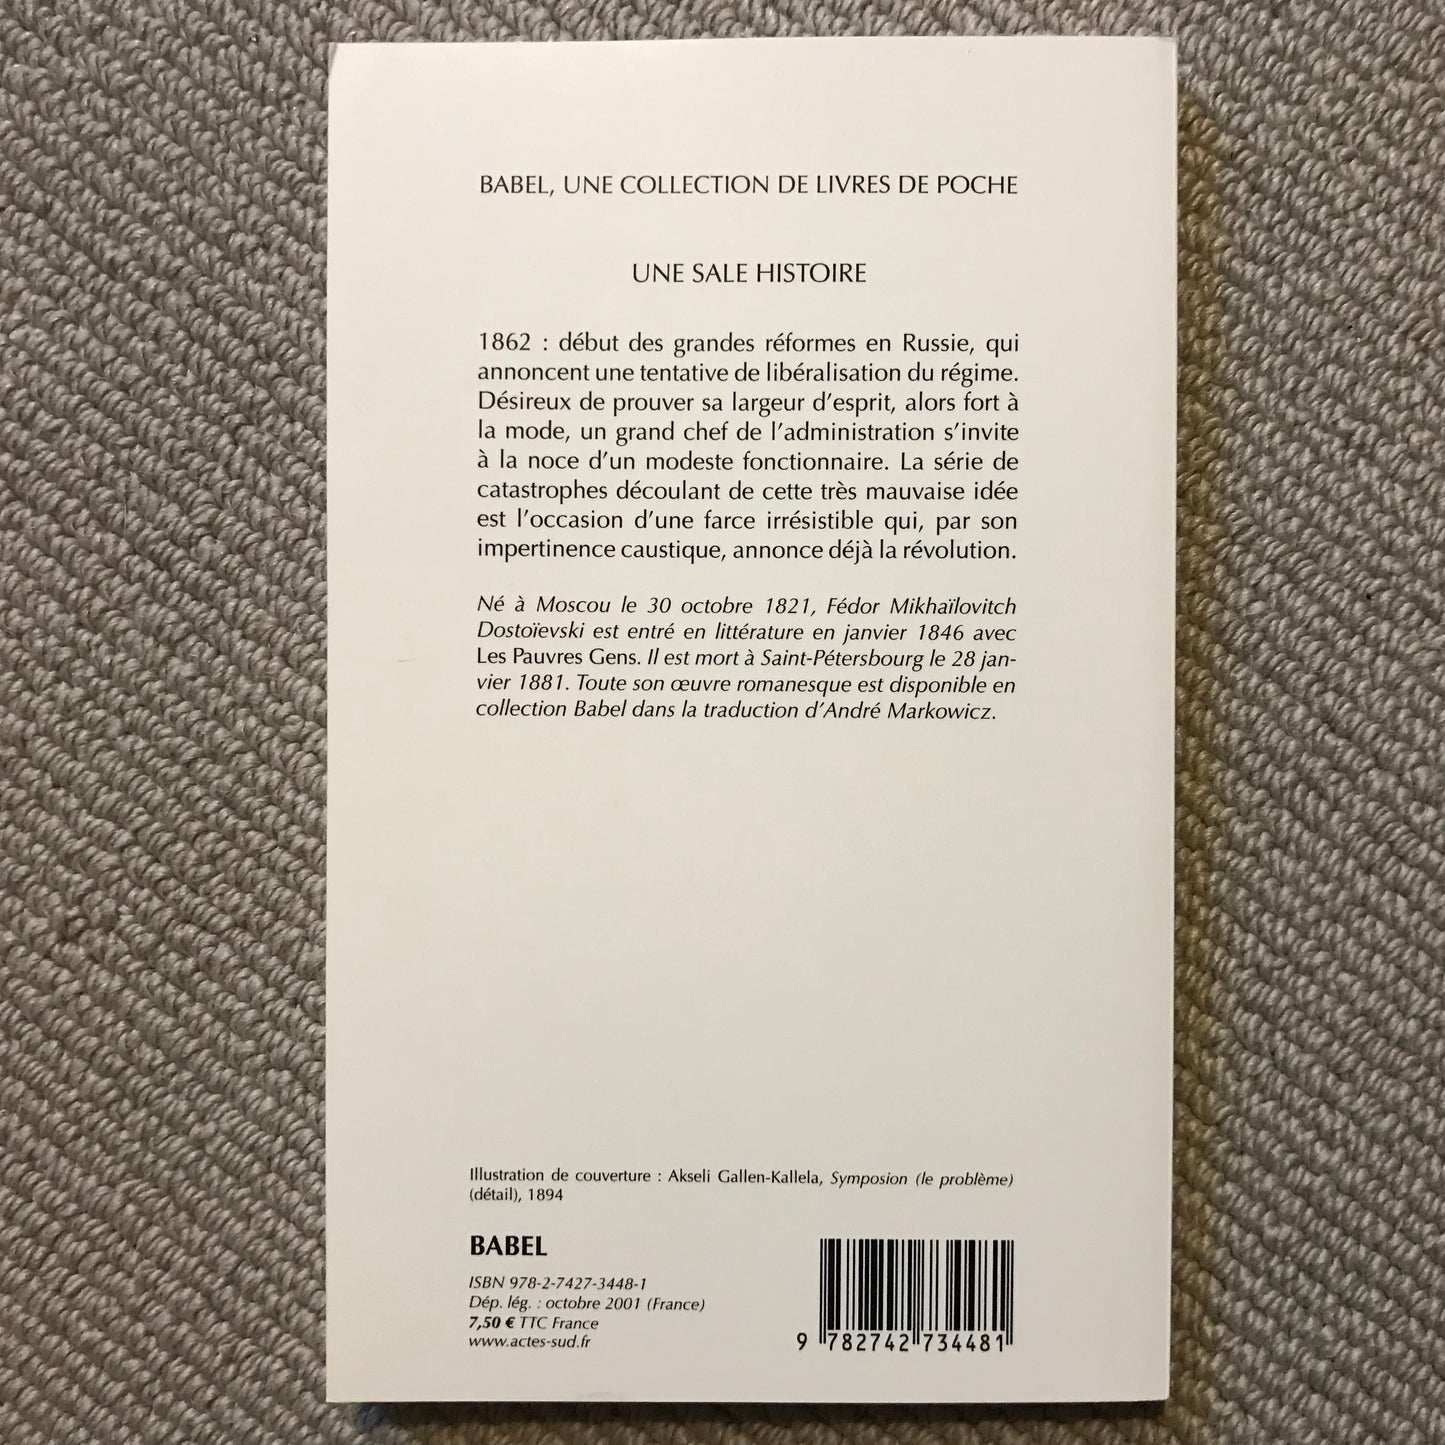 BABEL, UNE COLLECTION DE LIVRES DE POCHE
UNE SALE HISTOIRE
1862 : début des grandes réformes en Russie, qui
annoncent une tentative de libéralisation du régime.
Désireux de prouver sa largeur d'esprit, alors fort à
la mode, un grand chef de l'administration s'invite
à la noce d'un modeste fonctionnaire. La série de
catastrophes découlant de cette très mauvaise idée
est l'occasion d'une farce irrésistible qui, par son
impertinence caustique, annonce déjà la révolution.
Né à Moscou le 30 octobre 1821, Fédor Mikhaïlovitch
Dostoïevski est entré en littérature en janvier 1846 avec
Les Pauvres Gens. Il est mort à Saint-Pétersbourg le 28 jan-
vier 1881. Toute son œuvre romanesque est disponible en
collection Babel dans la traduction d'André Markowicz.
Illustration de couverture : Akseli Gallen-Kallela, Symposion (le problème)
(détail), 1894
BABEL
ISBN 978-2-7427-3448-1
Dép. lég. : octobre 2001 (France)
7,50 € TTC France
www.actes-sud.fr
9 782742 734481